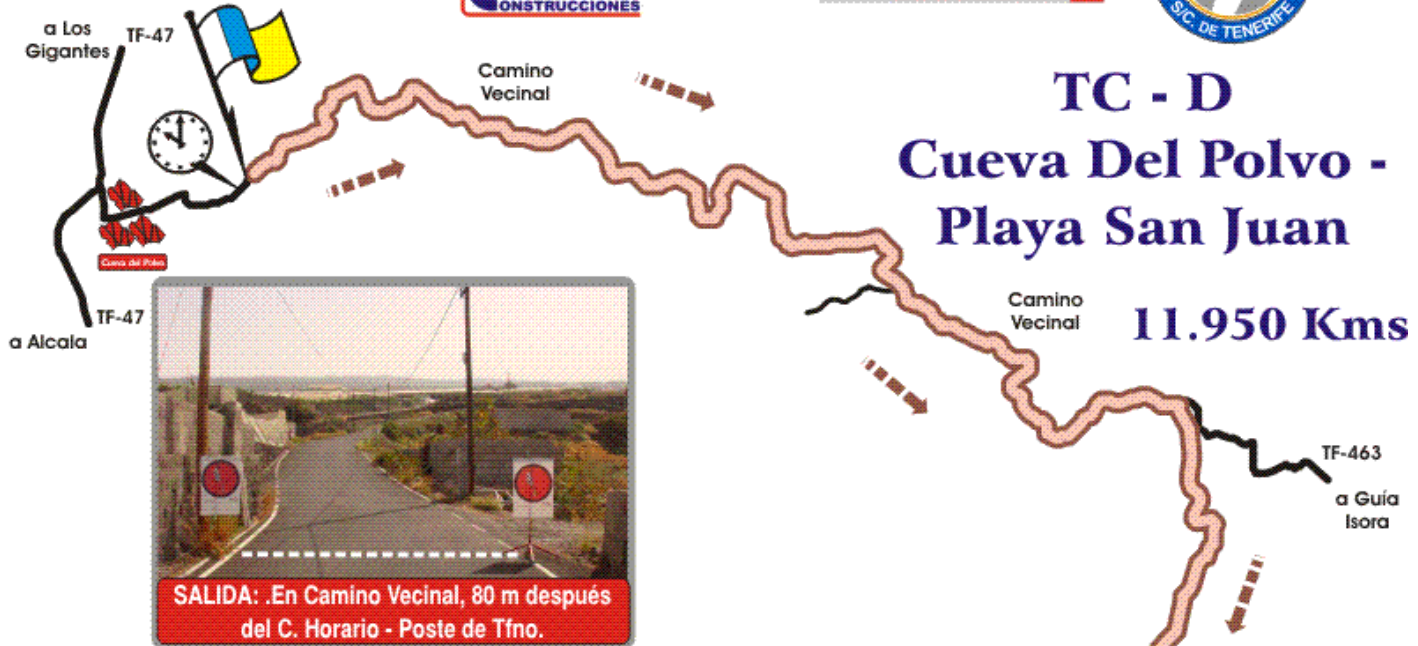 ONSTRUCCIONES
S/C. DE TENERIFE
a Los
Gigantes
TF-47
Camino
Vecinal
TC - D
Cueva Del Polvo -
Playa San Juan
11.950 Kms
Cueva del Polvo
TF-47
a Alcala
Camino
Vecinal
TF-463
a Guía
Isora
SALIDA: .En Camino Vecinal, 80 m después
del C. Horario - Poste de Tfno.